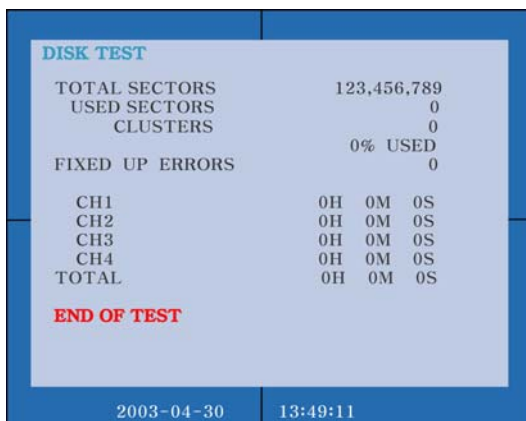 DISK TEST
TOTAL SECTORS 123,456,789
USED SECTORS 0
CLUSTERS 0
0% USED
FIXED UP ERRORS 0
CH1 0H 0M 0S
CH2 0H 0M 0S
CH3 0H 0M 0S
CH4 0H 0M 0S
TOTAL 0H 0M 0S
END OF TEST
2003-04-30 13:49:11